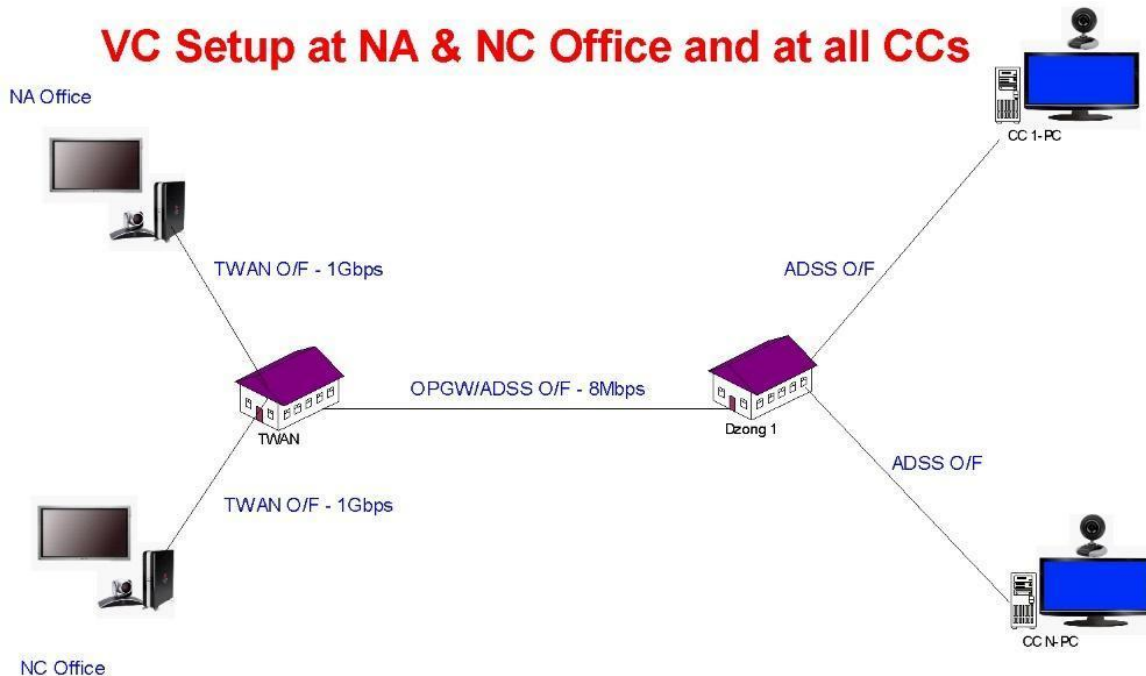 VC Setup at NA & NC Office and at all CCs
NA Office
CC 1-PC
TWAN O/F - 1Gbps
ADSS O/F
OPGW/ADSS O/F - 8Mbps
TWAN
Dzong 1
ADSS O/F
TWAN O/F - 1Gbps
CC N-PC
NC Office